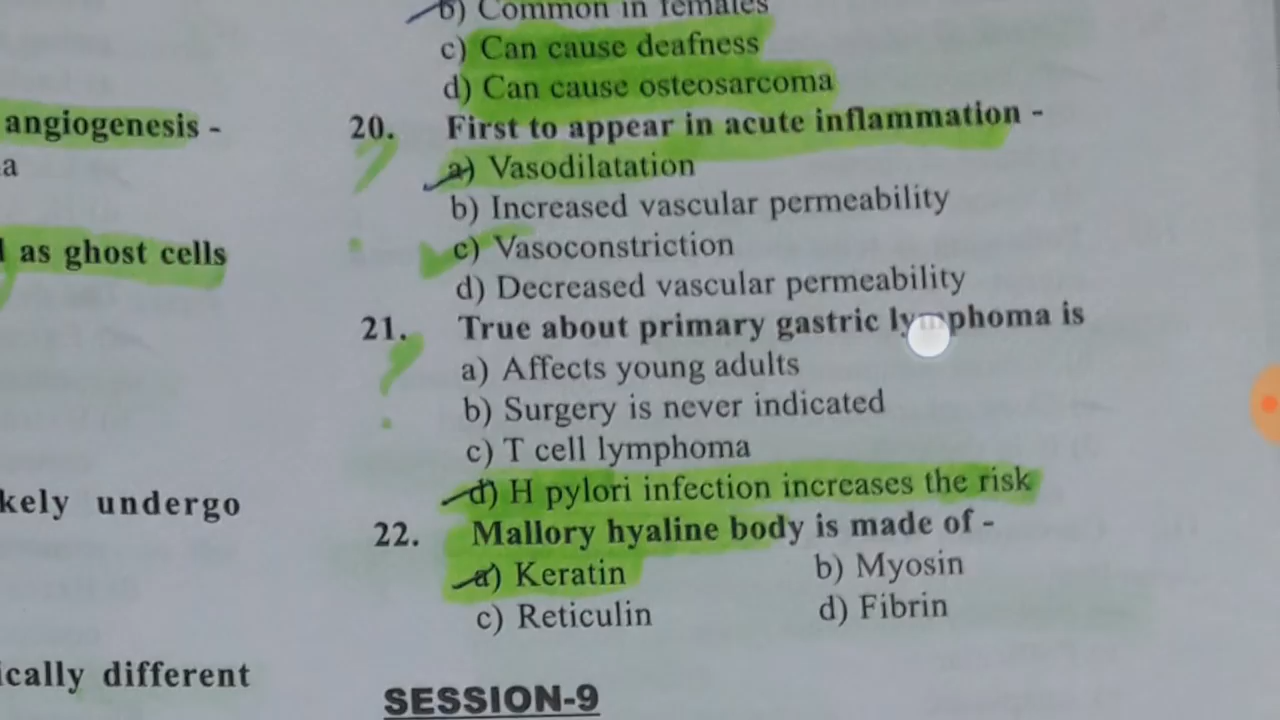 b) Common in females
c) Can cause deafness
d) Can cause osteosarcoma
angiogenesis -
a
20. First to appear in acute inflammation -
a) Vasodilatation
b) Increased vascular permeability
as ghost cells
c) Vasoconstriction
d) Decreased vascular permeability
21. True about primary gastric lymphoma is
a) Affects young adults
b) Surgery is never indicated
c) T cell lymphoma
d) H pylori infection increases the risk
kely undergo
22. Mallory hyaline body is made of -
a) Keratin b) Myosin
c) Reticulin d) Fibrin
ically different
SESSION-9